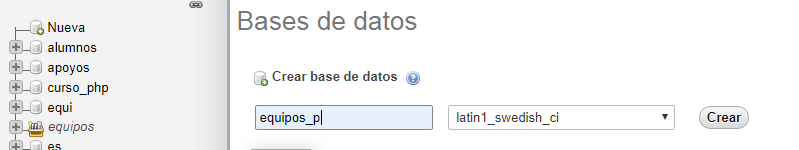 Nueva
alumnos
apoyos
curso_php
equi
equipos
es
Bases de datos
Crear base de datos
equipos_p
latin1_swedish_ci
Crear